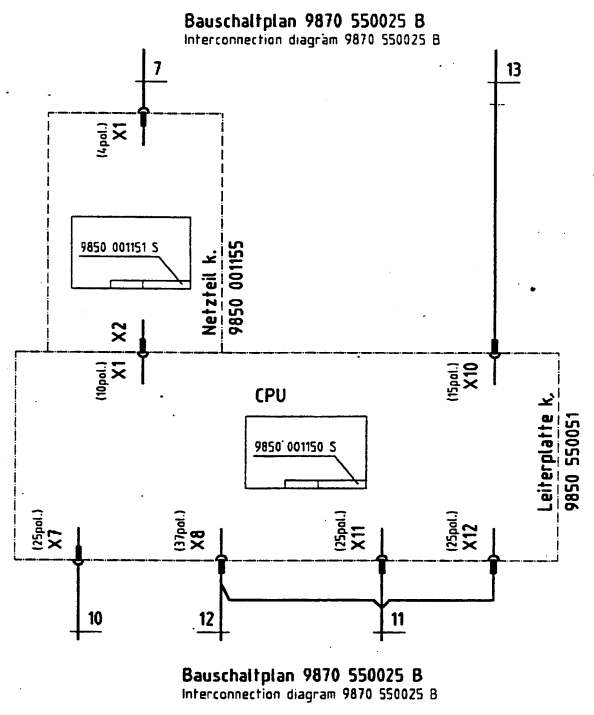 Bauschaltplan 9870 550025 B
Interconnection diagram 9870 550025 B
7
13
(4pol.)
X1
9850 001151 S
Netzteil k.
9850 001155
X2
(10pol.)
X1
(15pol.)
X10
CPU
9850 001150 S
Leiterplatte k.
9850 550051
(25pol.)
X7
(37pol.)
X8
(25pol.)
X11
(25pol.)
X12
10
12
11
Bauschaltplan 9870 550025 B
Interconnection diagram 9870 550025 B